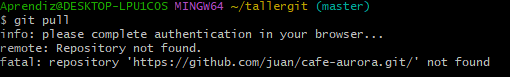 Aprendiz@DESKTOP-LPU1COS MINGW64 ~/tallergit (master)
$ git pull
info: please complete authentication in your browser...
remote: Repository not found.
fatal: repository 'https://github.com/juan/cafe-aurora.git/' not found